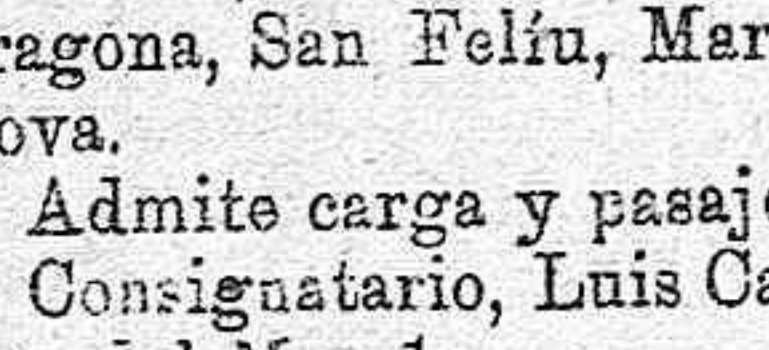 ragona, San Felíu, Mar
ova.
Admite carga y pasaj
Consignatario, Luis Ca